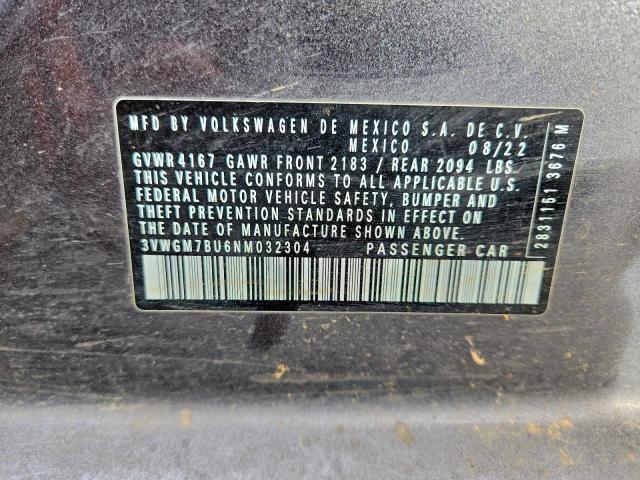 MFD BY VOLKSWAGEN DE MEXICO S.A. DE C.V.
MEXICO 08/22
GVWR 4167 GAWR FRONT 2183 / REAR 2094 LBS.
THIS VEHICLE CONFORMS TO ALL APPLICABLE U.S.
FEDERAL MOTOR VEHICLE SAFETY, BUMPER AND
THEFT PREVENTION STANDARDS IN EFFECT ON
THE DATE OF MANUFACTURE SHOWN ABOVE.
3VWGM7BU6NM032304 PASSENGER CAR
2831 151 3676 M